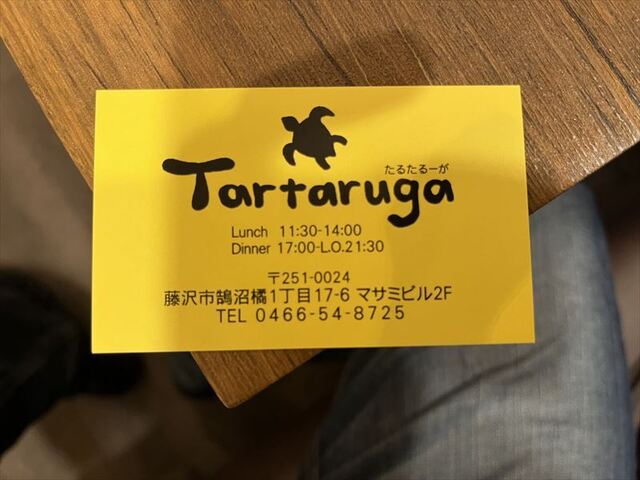 たるたるーが
Tartaruga
Lunch 11:30-14:00
Dinner 17:00-L.O.21:30
〒251-0024
藤沢市鵠沼橘1丁目17-6 マサミビル2F
TEL 0466-54-8725